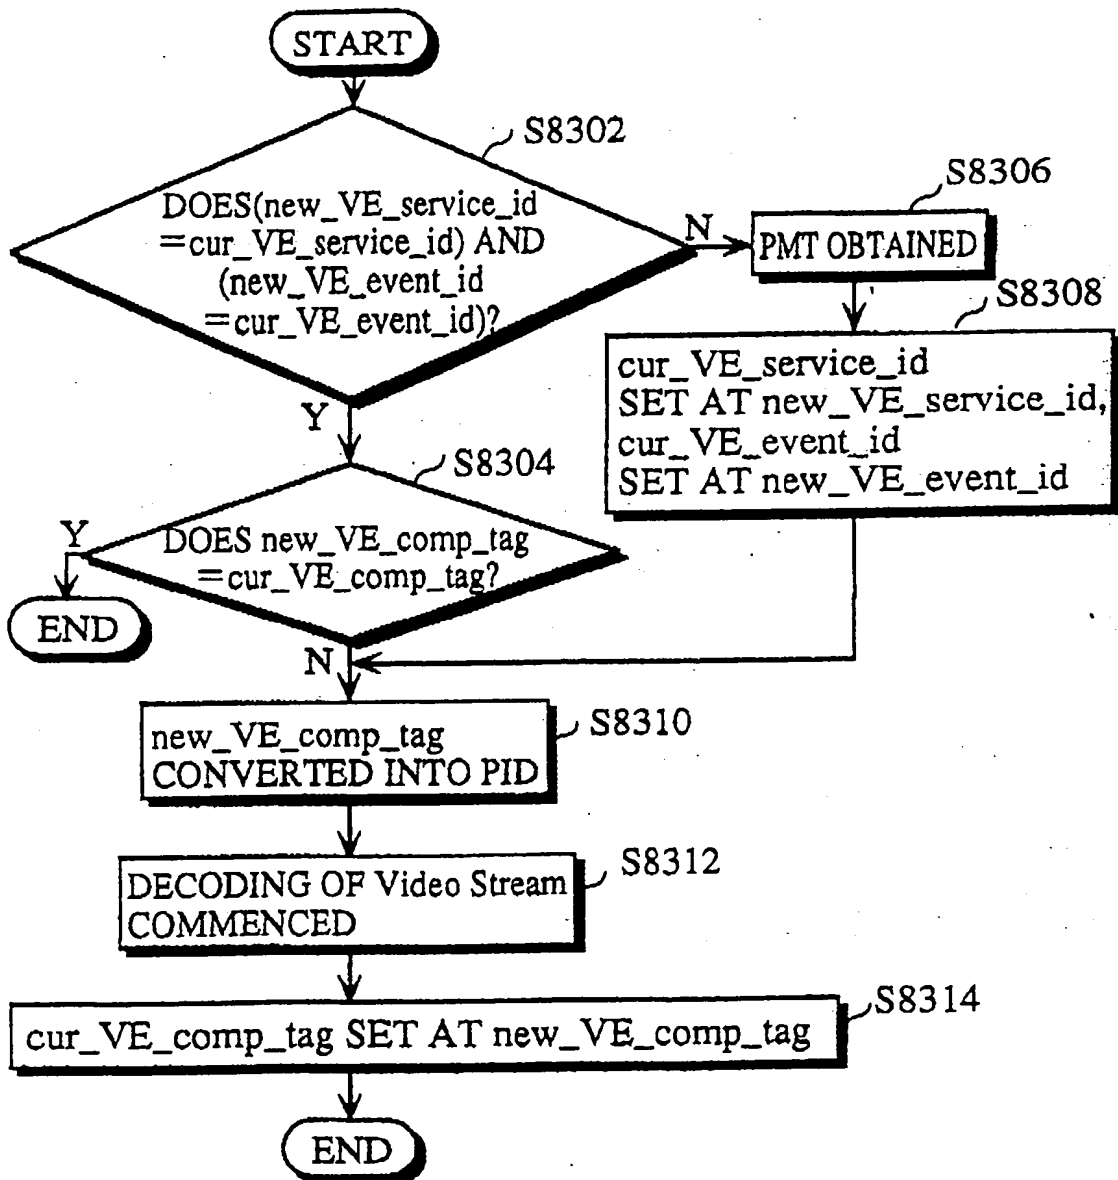 START
S8302
DOES(new_VE_service_id
=cur_VE_service_id) AND
(new_VE_event_id
=cur_VE_event_id)?
N
S8306
PMT OBTAINED
S8308
cur_VE_service_id
SET AT new_VE_service_id,
cur_VE_event_id
SET AT new_VE_event_id
Y
S8304
DOES new_VE_comp_tag
=cur_VE_comp_tag?
Y
END
N
S8310
new_VE_comp_tag
CONVERTED INTO PID
S8312
DECODING OF Video Stream
COMMENCED
S8314
cur_VE_comp_tag SET AT new_VE_comp_tag
END